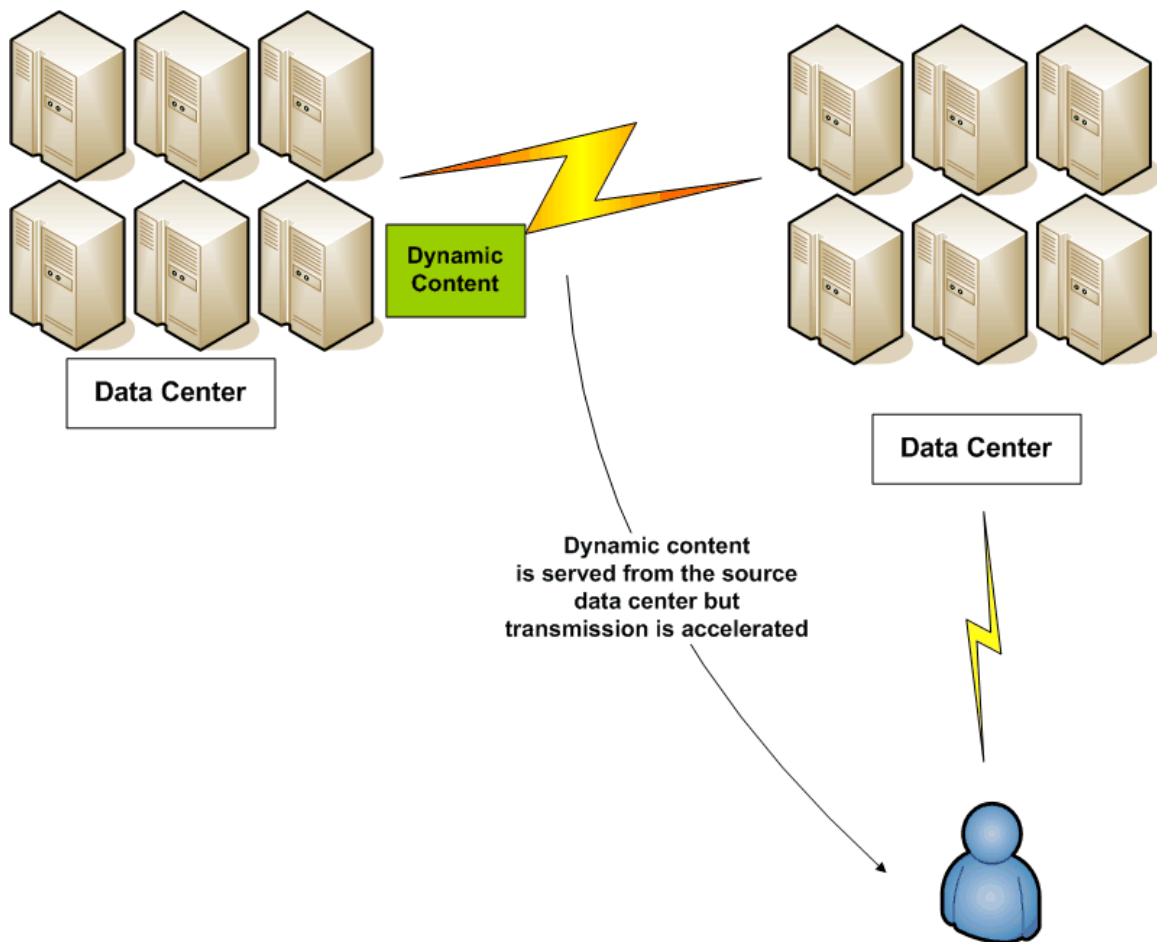 Dynamic
Content
Data Center
Data Center
Dynamic content
is served from the source
data center but
transmission is accelerated